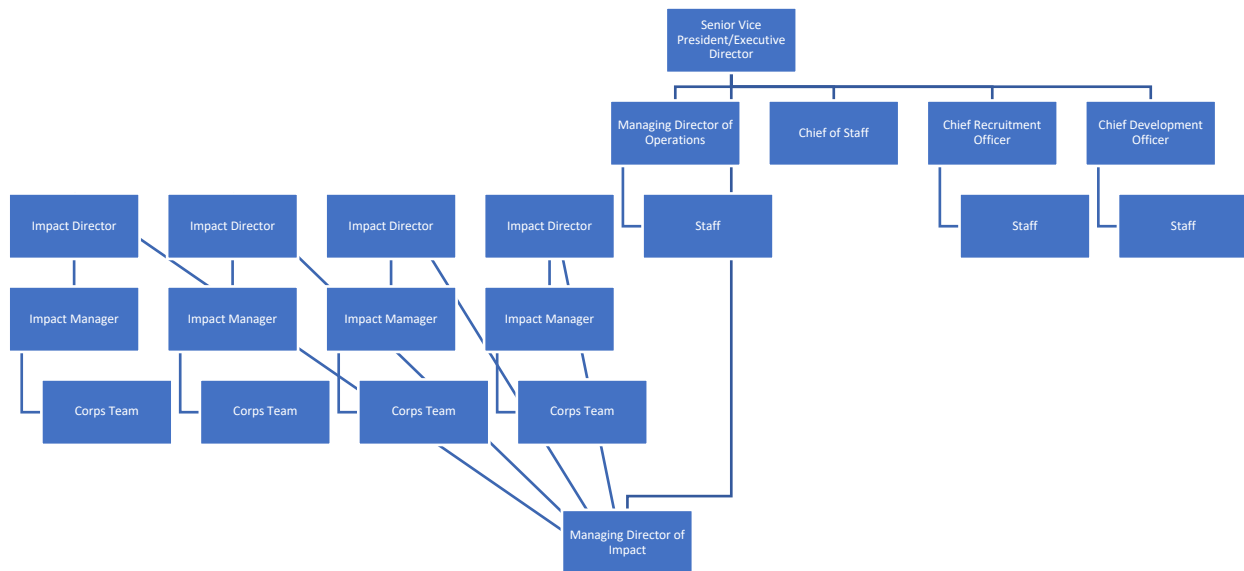 Senior Vice
President/Executive
Director
Managing Director of
Operations
Chief of Staff
Chief Recruitment
Officer
Chief Development
Officer
Impact Director
Impact Director
Impact Director
Impact Director
Staff
Staff
Staff
Impact Manager
Impact Manager
Impact Mamager
Impact Manager
Corps Team
Corps Team
Corps Team
Corps Team
Managing Director of
Impact